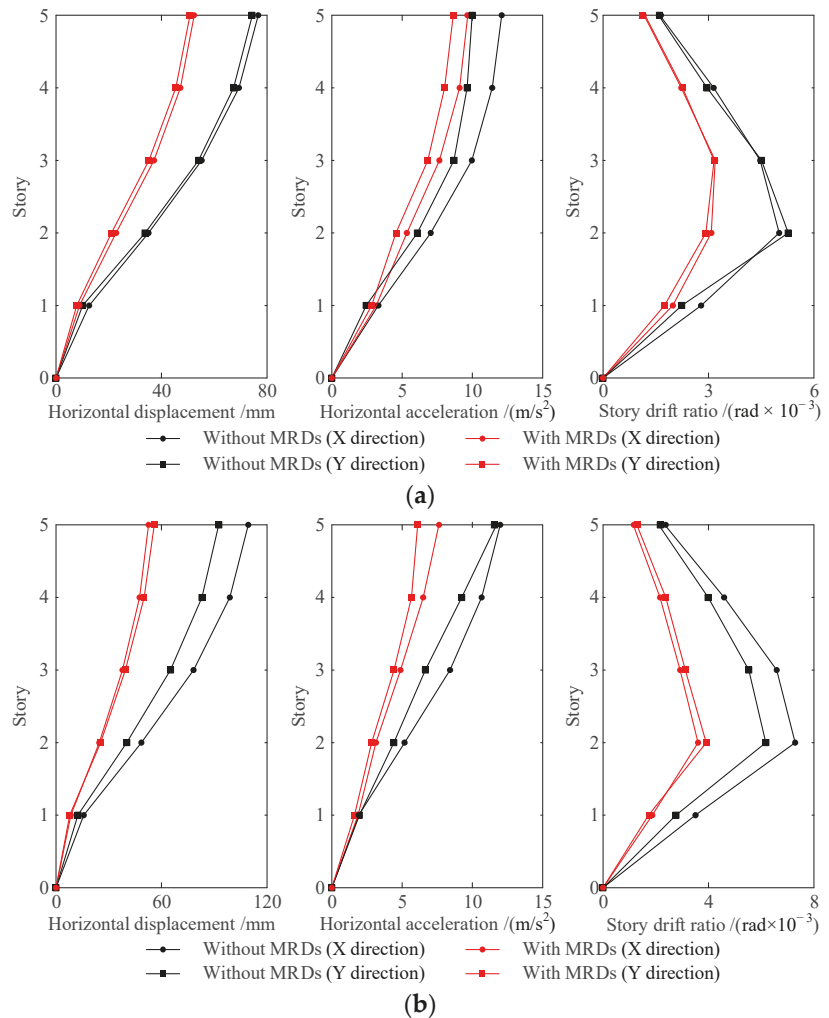 5
4
3
2
1
0
Story
0 40 80
Horizontal displacement /mm
5
4
3
2
1
0
Story
0 5 10 15
Horizontal acceleration /(m/s²)
5
4
3
2
1
0
Story
0 3 6
Story drift ratio /(rad × 10⁻³)
Without MRDs (X direction) With MRDs (X direction)
Without MRDs (Y direction) With MRDs (Y direction)
(a)
5
4
3
2
1
0
Story
0 60 120
Horizontal displacement /mm
5
4
3
2
1
0
Story
0 5 10 15
Horizontal acceleration /(m/s²)
5
4
3
2
1
0
Story
0 4 8
Story drift ratio /(rad×10⁻³)
Without MRDs (X direction) With MRDs (X direction)
Without MRDs (Y direction) With MRDs (Y direction)
(b)